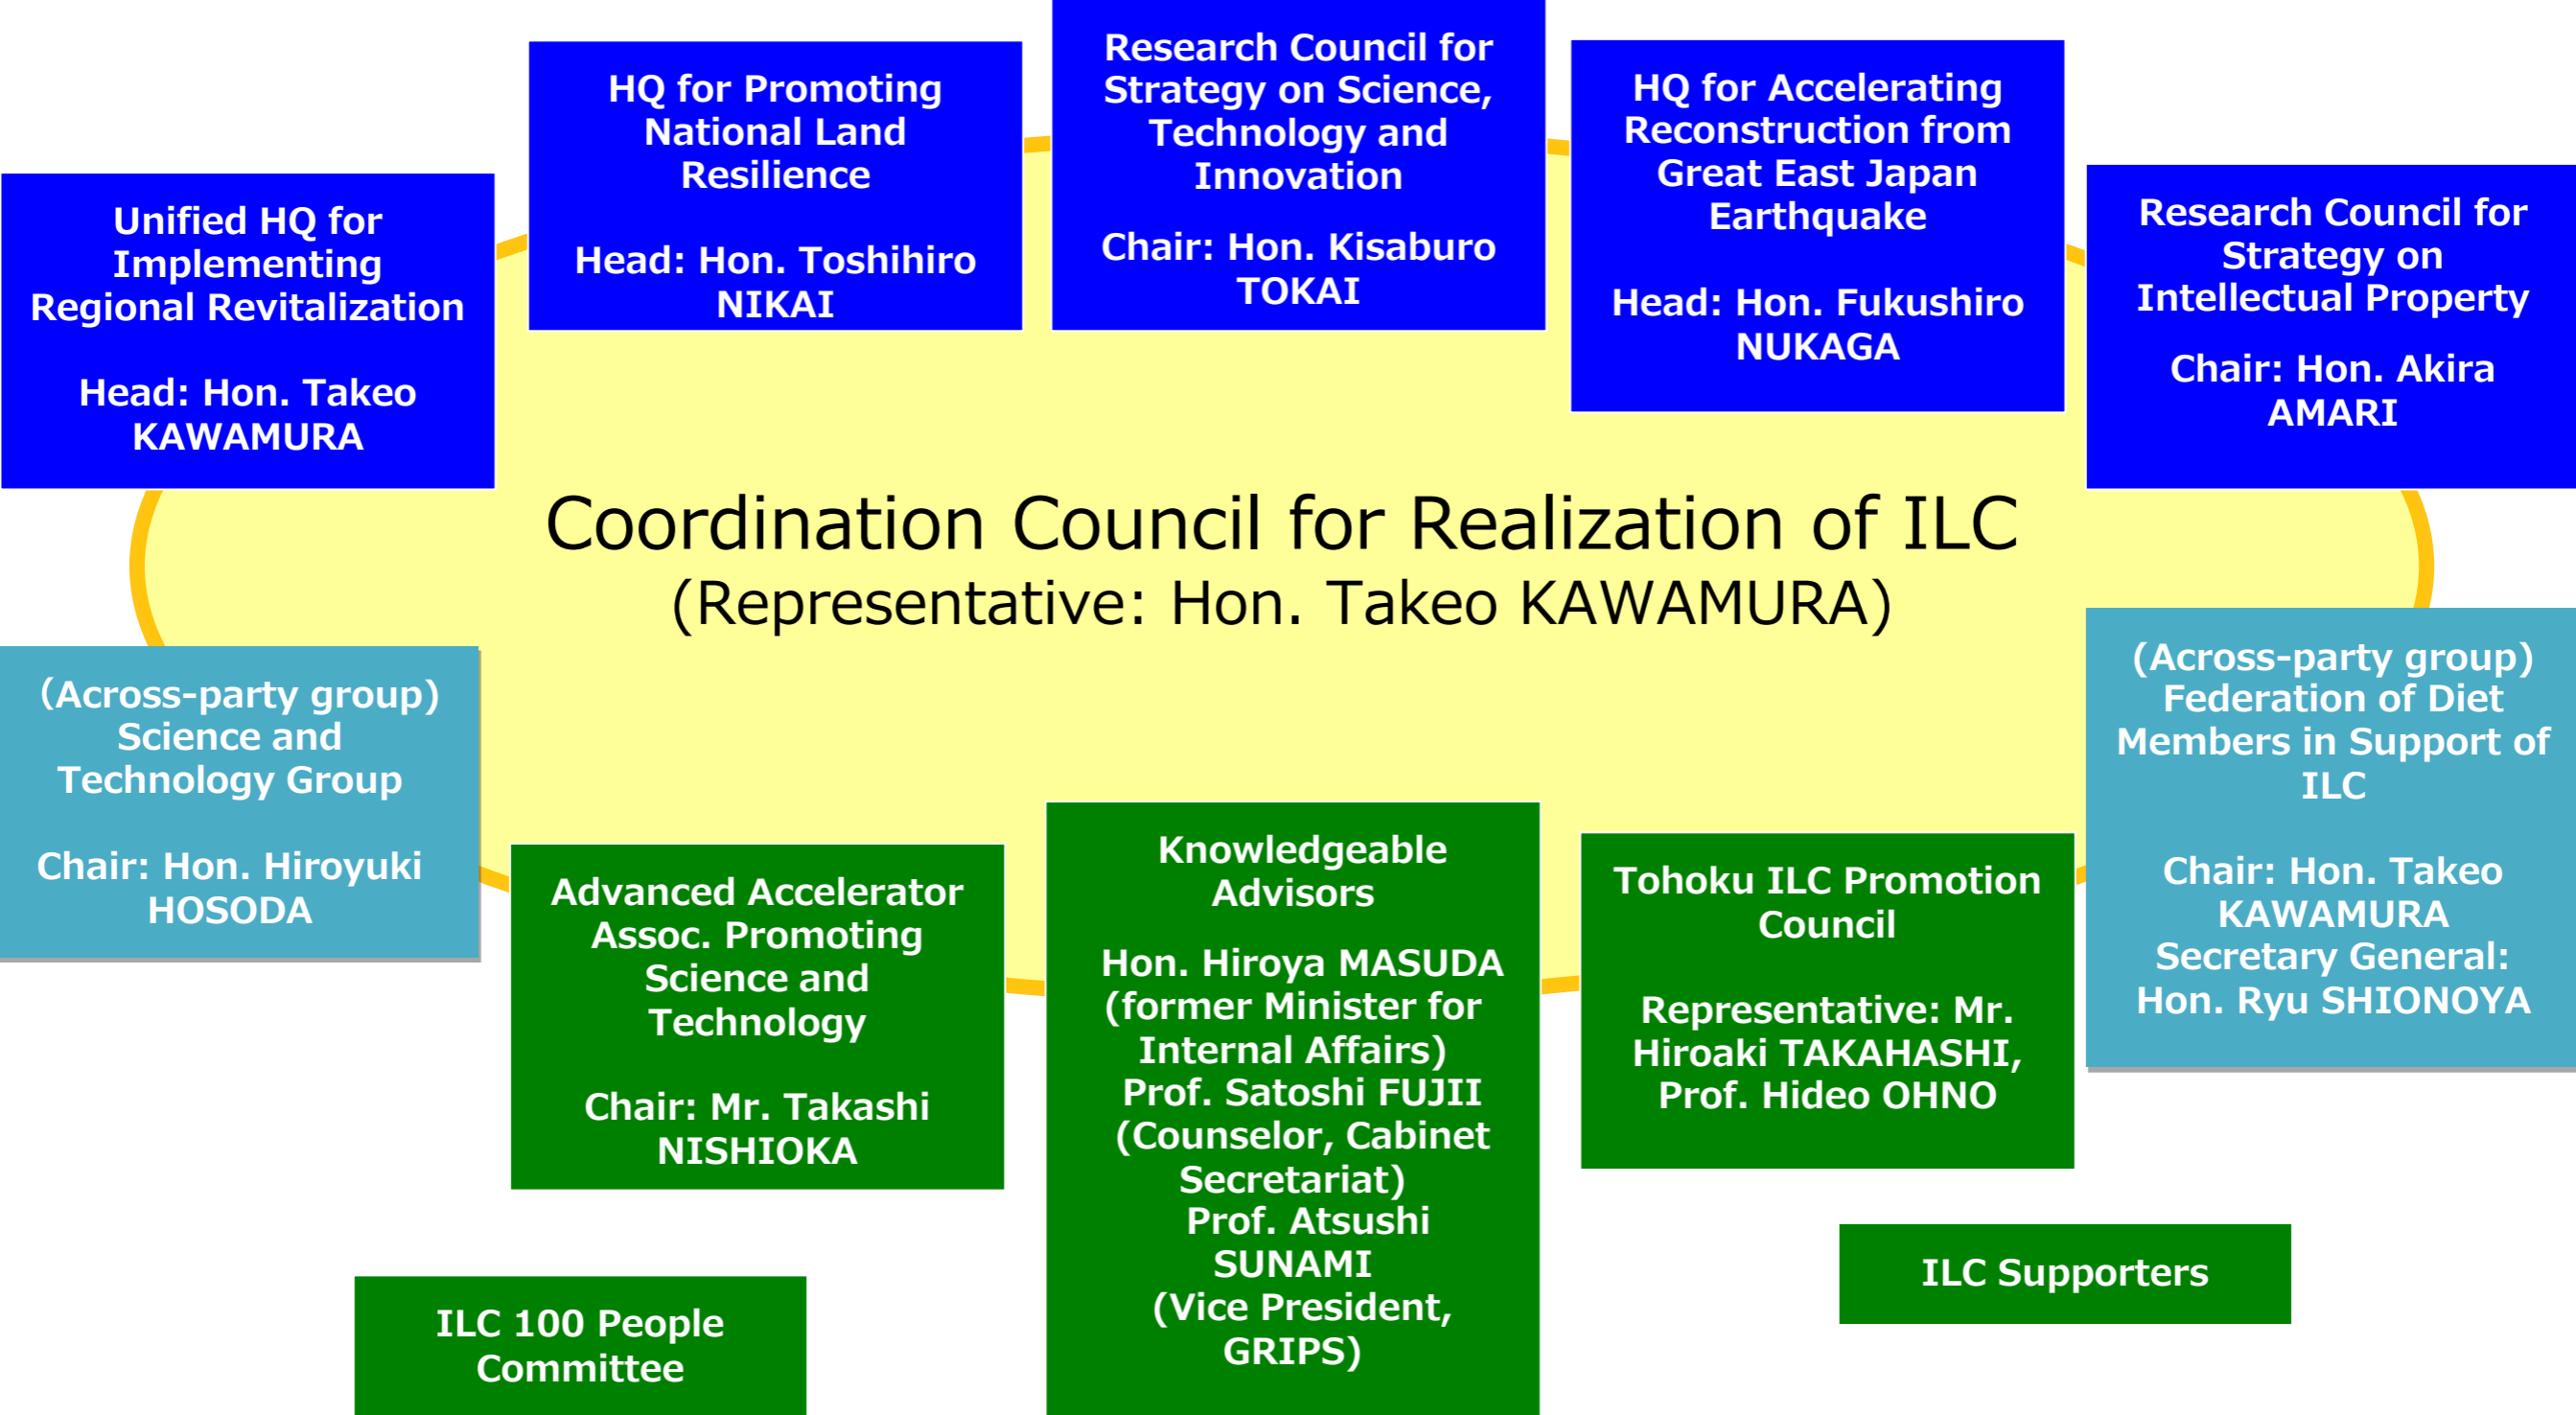 Unified HQ for
Implementing
Regional Revitalization
Head: Hon. Takeo
KAWAMURA
HQ for Promoting
National Land
Resilience
Head: Hon. Toshihiro
NIKAI
Research Council for
Strategy on Science,
Technology and
Innovation
Chair: Hon. Kisaburo
TOKAI
HQ for Accelerating
Reconstruction from
Great East Japan
Earthquake
Head: Hon. Fukushiro
NUKAGA
Research Council for
Strategy on
Intellectual Property
Chair: Hon. Akira
AMARI
Coordination Council for Realization of ILC
(Representative: Hon. Takeo KAWAMURA)
(Across-party group)
Science and
Technology Group
Chair: Hon. Hiroyuki
HOSODA
Advanced Accelerator
Assoc. Promoting
Science and
Technology
Chair: Mr. Takashi
NISHIOKA
Knowledgeable
Advisors
Hon. Hiroya MASUDA
(former Minister for
Internal Affairs)
Prof. Satoshi FUJII
(Counselor, Cabinet
Secretariat)
Prof. Atsushi
SUNAMI
(Vice President,
GRIPS)
Tohoku ILC Promotion
Council
Representative: Mr.
Hiroaki TAKAHASHI,
Prof. Hideo OHNO
(Across-party group)
Federation of Diet
Members in Support of
ILC
Chair: Hon. Takeo
KAWAMURA
Secretary General:
Hon. Ryu SHIONOYA
ILC 100 People
Committee
ILC Supporters